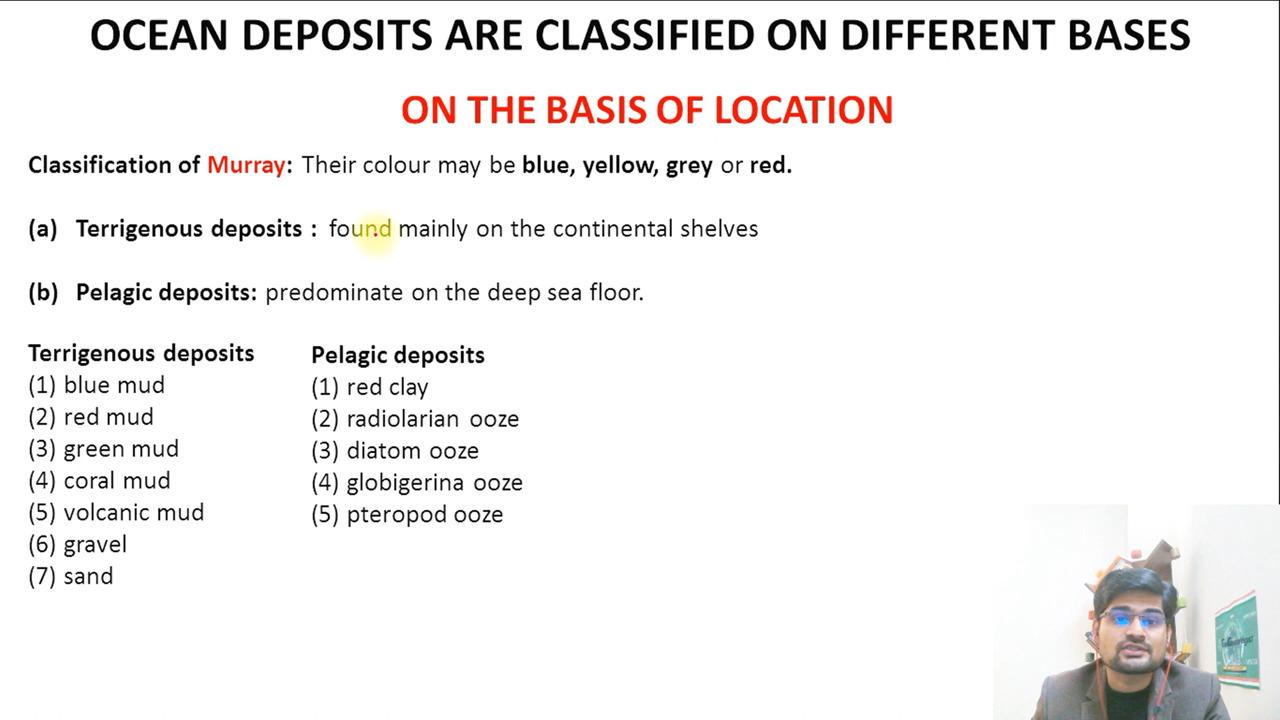 OCEAN DEPOSITS ARE CLASSIFIED ON DIFFERENT BASES
ON THE BASIS OF LOCATION
Classification of Murray: Their colour may be blue, yellow, grey or red.
(a) Terrigenous deposits : found mainly on the continental shelves
(b) Pelagic deposits: predominate on the deep sea floor.
Terrigenous deposits
(1) blue mud
(2) red mud
(3) green mud
(4) coral mud
(5) volcanic mud
(6) gravel
(7) sand
Pelagic deposits
(1) red clay
(2) radiolarian ooze
(3) diatom ooze
(4) globigerina ooze
(5) pteropod ooze